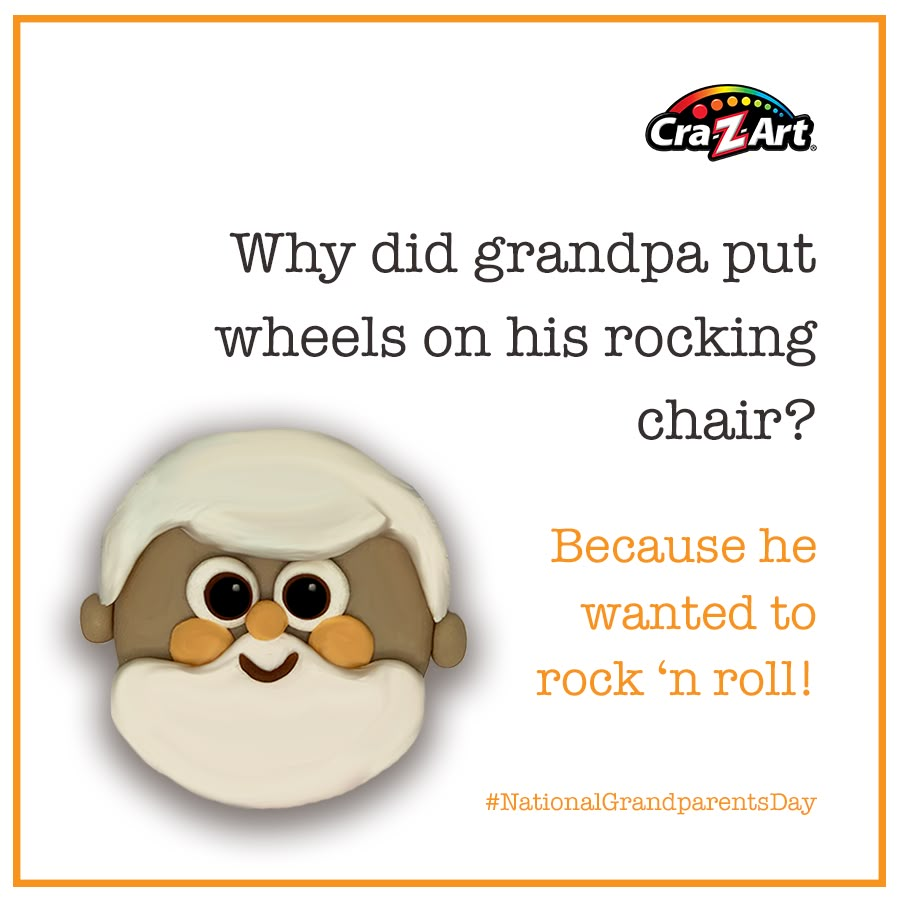 Cra-Z-Art®
Why did grandpa put
wheels on his rocking
chair?
Because he
wanted to
rock ‘n roll!
#NationalGrandparentsDay